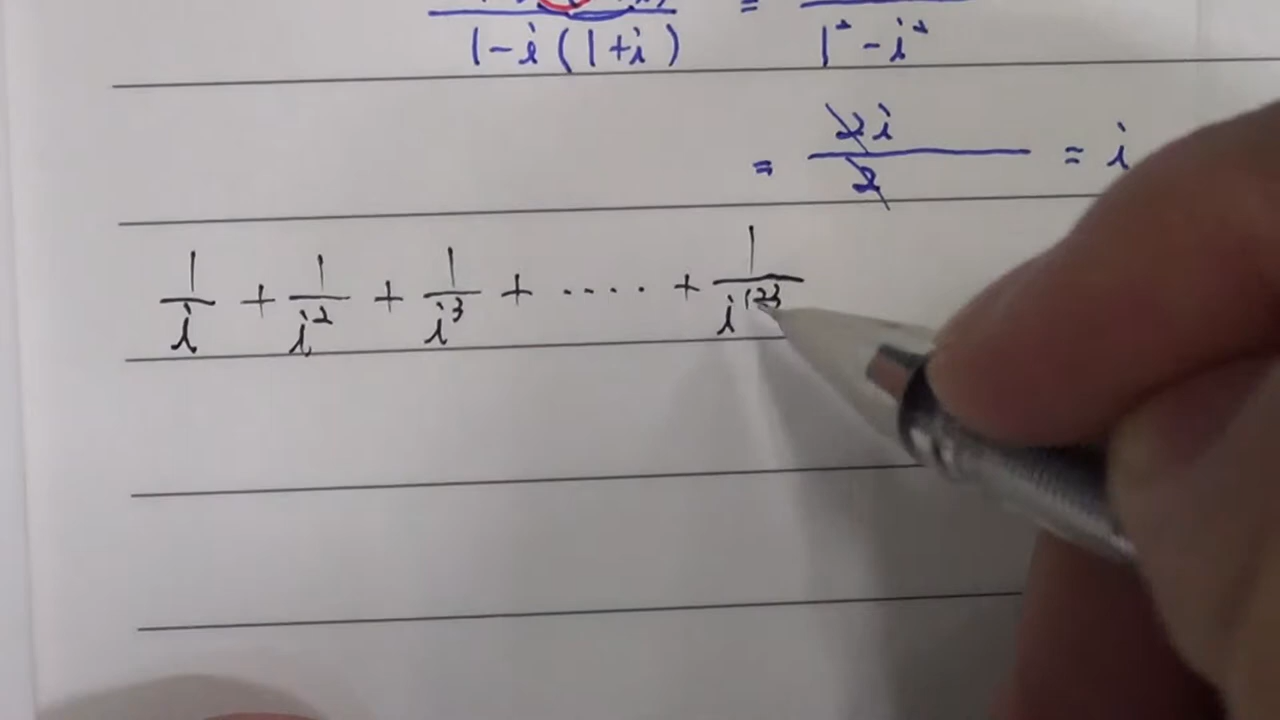 1-i(1+i) = 1²-i²
= 2i/2 = i
1/i + 1/i² + 1/i³ + ···· + 1/i¹²³